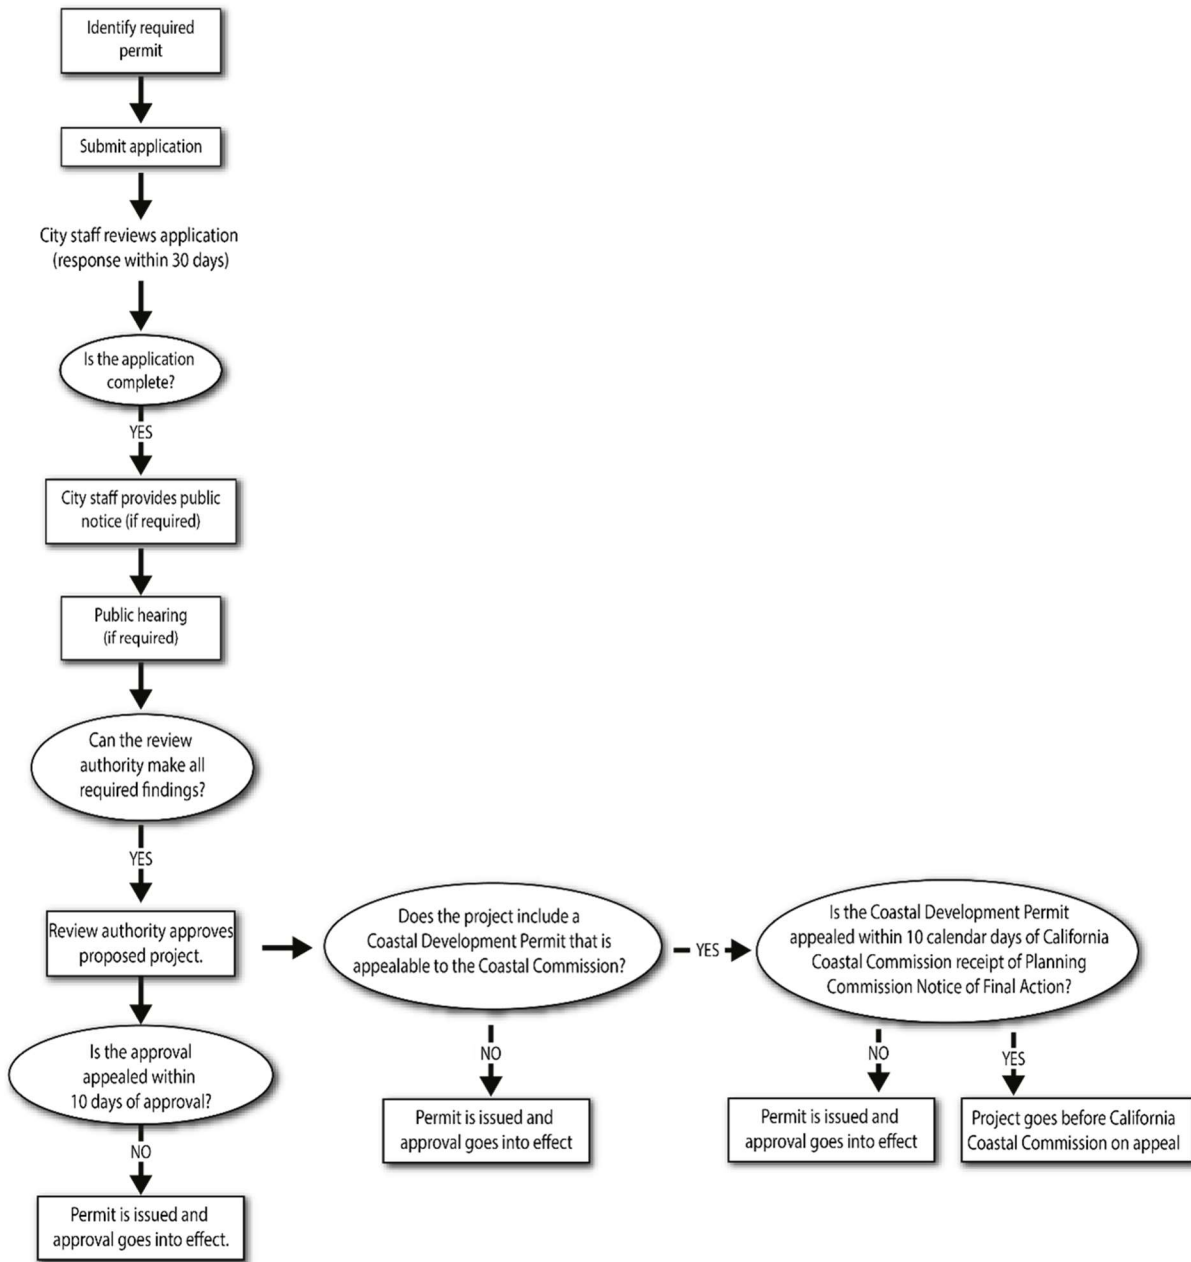 Identify required
permit
Submit application
City staff reviews application
(response within 30 days)
Is the application
complete?
YES
City staff provides public
notice (if required)
Public hearing
(if required)
Can the review
authority make all
required findings?
YES
Review authority approves
proposed project.
Does the project include a
Coastal Development Permit that is
appealable to the Coastal Commission?
YES
Is the Coastal Development Permit
appealed within 10 calendar days of California
Coastal Commission receipt of Planning
Commission Notice of Final Action?
Is the approval
appealed within
10 days of approval?
NO
Permit is issued and
approval goes into effect.
NO
Permit is issued and
approval goes into effect
NO
Permit is issued and
approval goes into effect
YES
Project goes before California
Coastal Commission on appeal